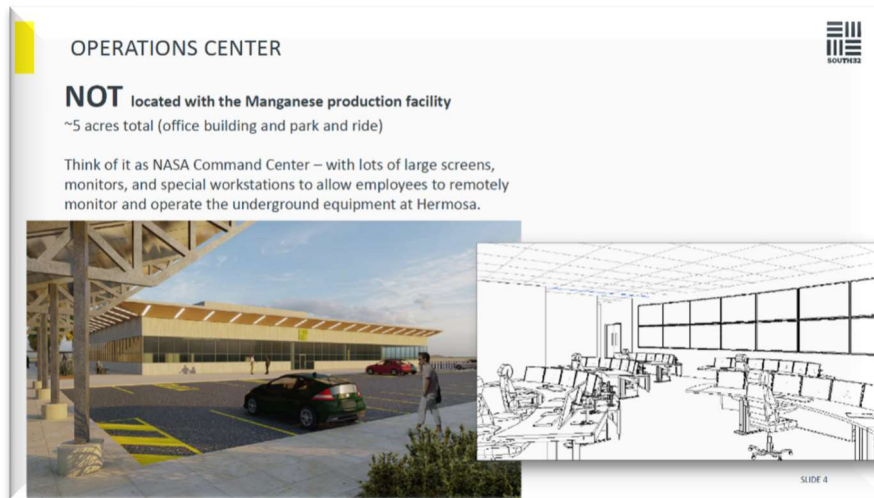 OPERATIONS CENTER
SOUTH32
NOT located with the Manganese production facility
~5 acres total (office building and park and ride)
Think of it as NASA Command Center – with lots of large screens,
monitors, and special workstations to allow employees to remotely
monitor and operate the underground equipment at Hermosa.
SLIDE 4